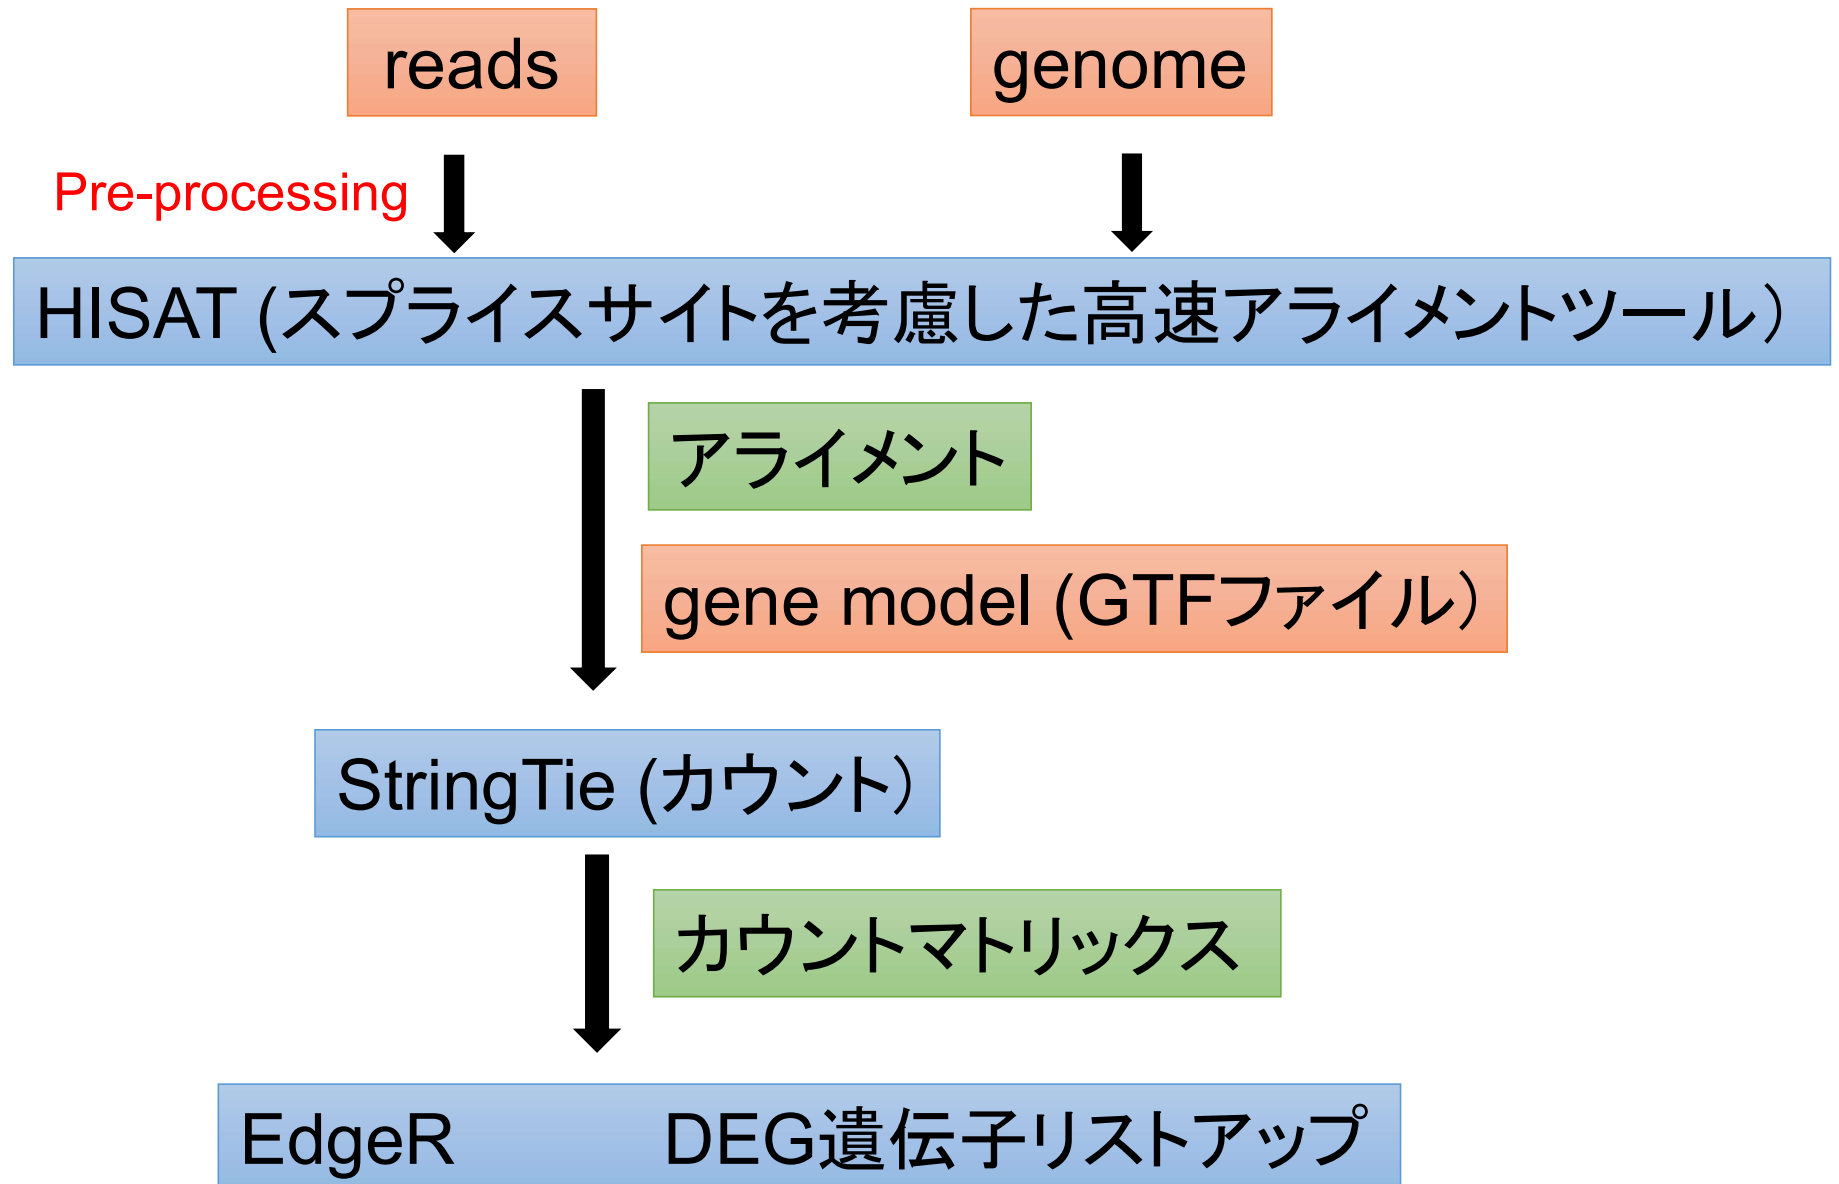 reads
genome
Pre-processing
HISAT (スプライスサイトを考慮した高速アライメントツール）
アライメント
gene model (GTFファイル）
StringTie (カウント）
カウントマトリックス
EdgeR DEG遺伝子リストアップ